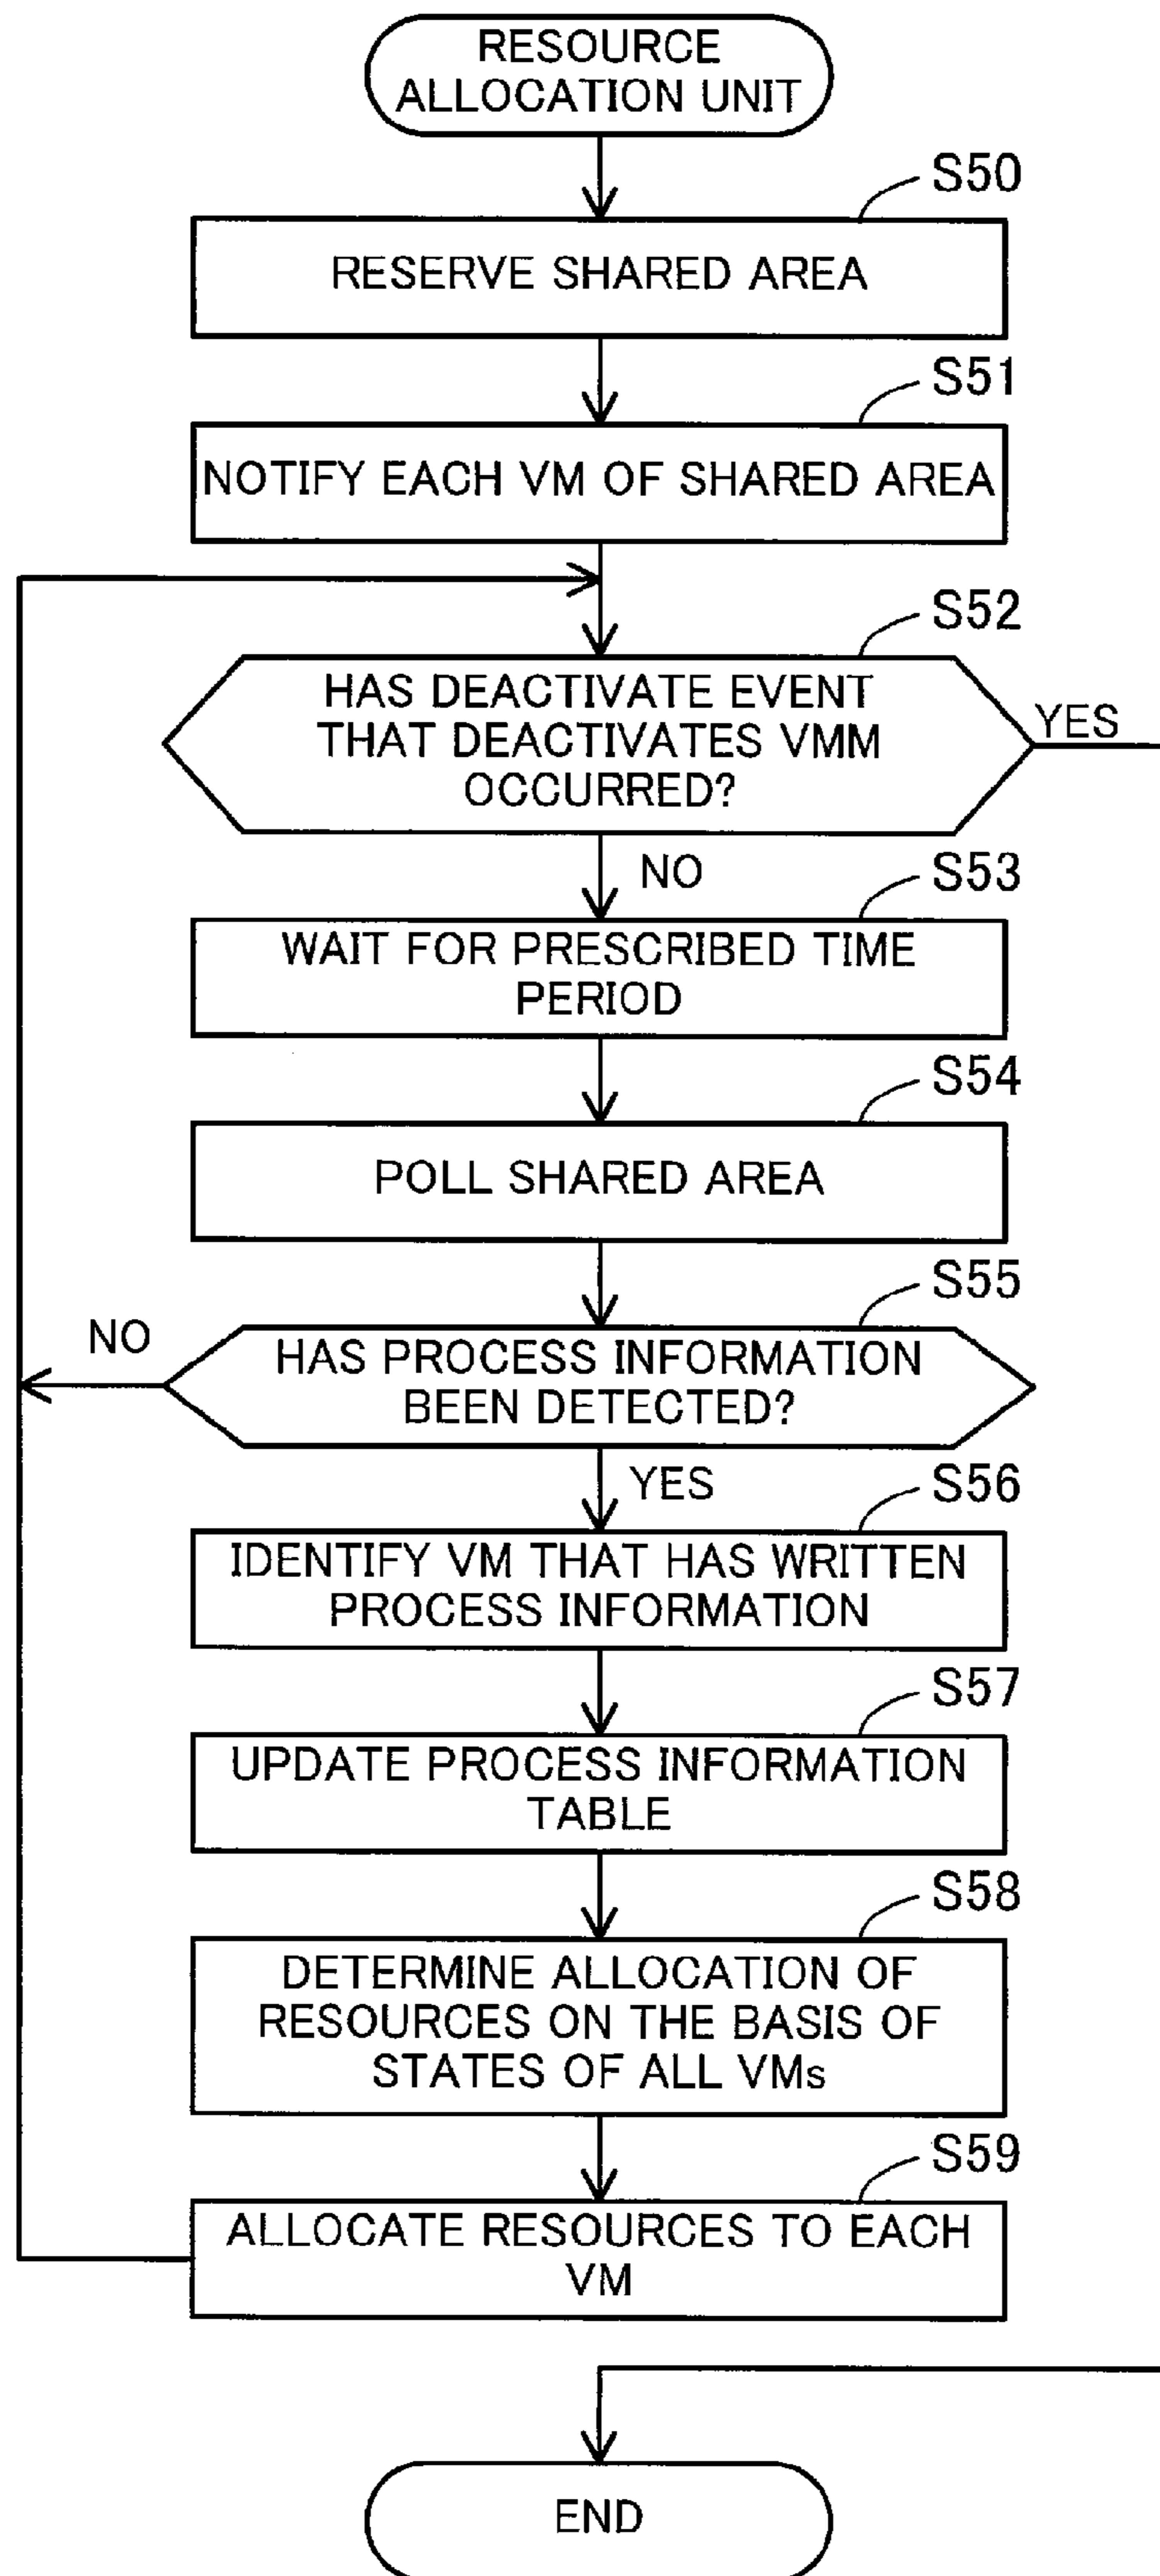 RESOURCE
ALLOCATION UNIT
S50
RESERVE SHARED AREA
S51
NOTIFY EACH VM OF SHARED AREA
S52
HAS DEACTIVATE EVENT
THAT DEACTIVATES VMM
OCCURRED?
YES
NO
S53
WAIT FOR PRESCRIBED TIME
PERIOD
S54
POLL SHARED AREA
S55
NO
HAS PROCESS INFORMATION
BEEN DETECTED?
YES
S56
IDENTIFY VM THAT HAS WRITTEN
PROCESS INFORMATION
S57
UPDATE PROCESS INFORMATION
TABLE
S58
DETERMINE ALLOCATION OF
RESOURCES ON THE BASIS OF
STATES OF ALL VMs
S59
ALLOCATE RESOURCES TO EACH
VM
END